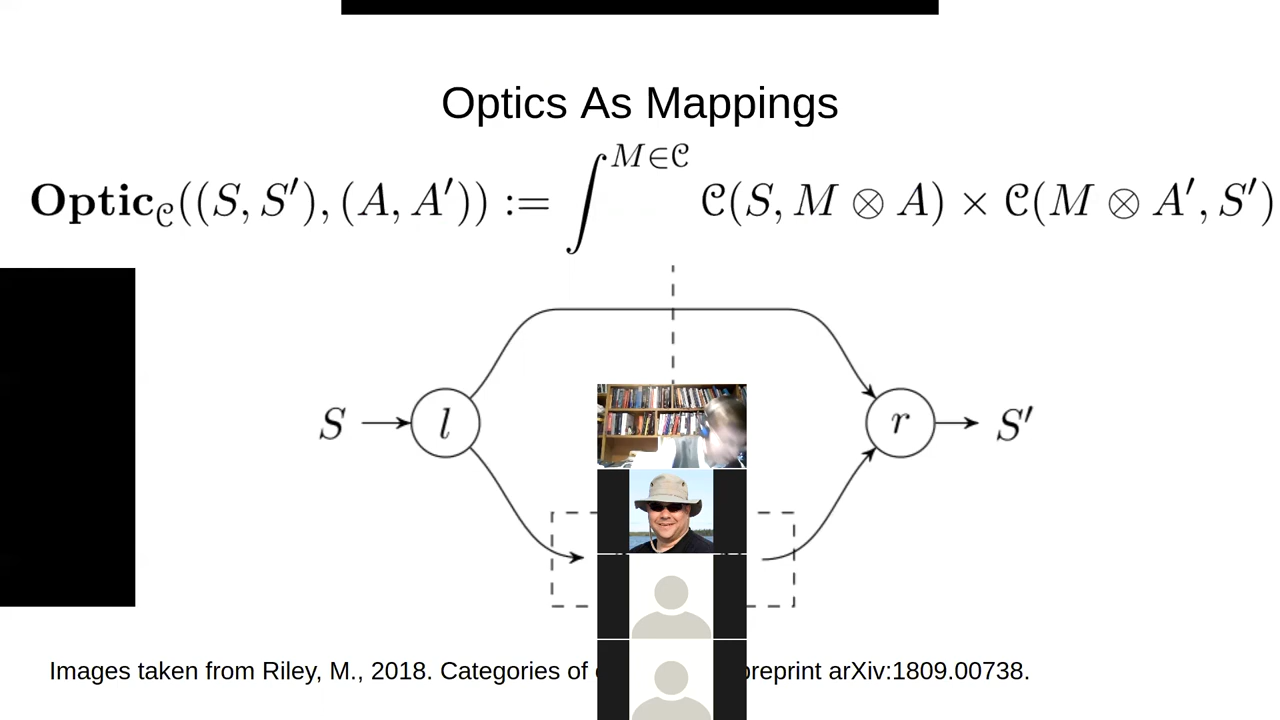 Optics As Mappings
Optic_𝒞((S, S′), (A, A′)) := ∫^{M∈𝒞} 𝒞(S, M ⊗ A) × 𝒞(M ⊗ A′, S′)
S l r S′
Images taken from Riley, M., 2018. Categories of preprint arXiv:1809.00738.